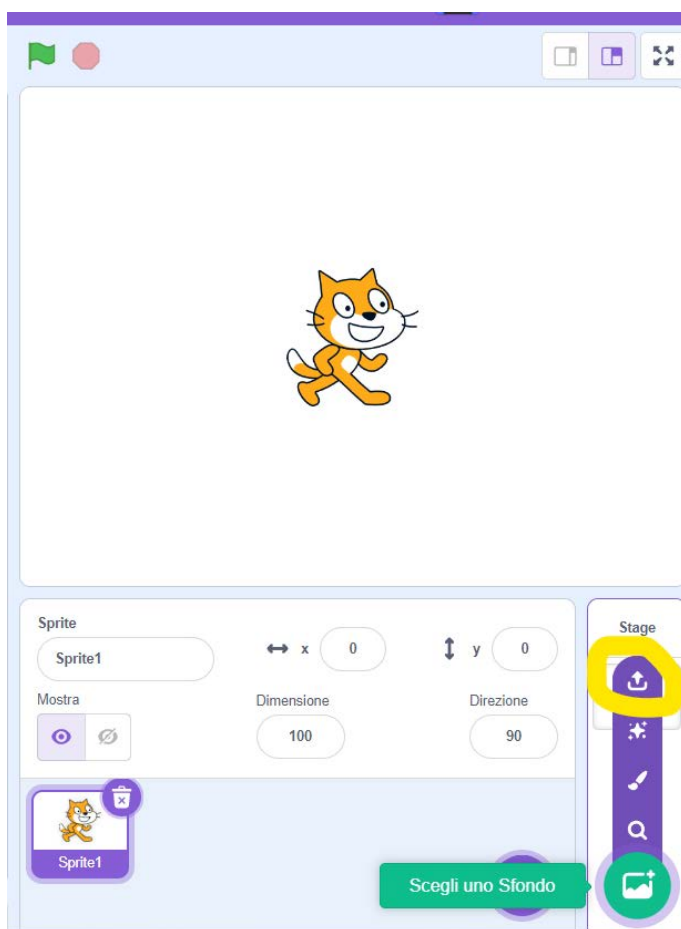 Sprite
Stage
Sprite1
x
0
y
0
Mostra
Dimensione
Direzione
100
90
Sprite1
Scegli uno Sfondo